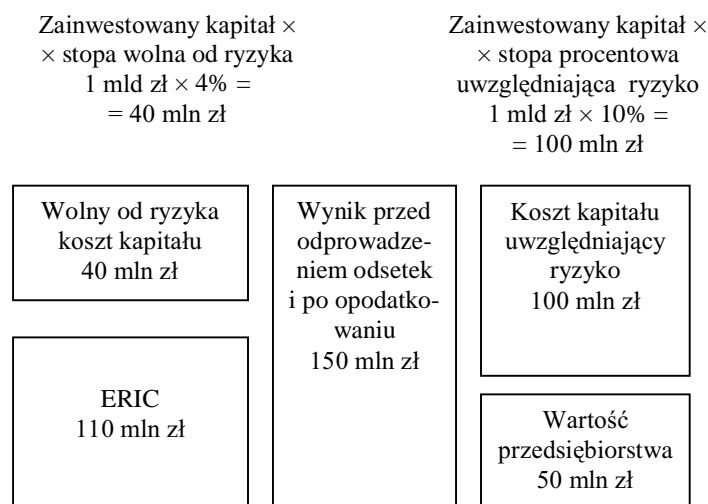 Zainwestowany kapitał ×
× stopa wolna od ryzyka
1 mld zł × 4% =
= 40 mln zł
Zainwestowany kapitał ×
× stopa procentowa
uwzględniająca ryzyko
1 mld zł × 10% =
= 100 mln zł
Wolny od ryzyka
koszt kapitału
40 mln zł
ERIC
110 mln zł
Wynik przed
odprowadze-
niem odsetek
i po opodatko-
waniu
150 mln zł
Koszt kapitału
uwzględniający
ryzyko
100 mln zł
Wartość
przedsiębiorstwa
50 mln zł